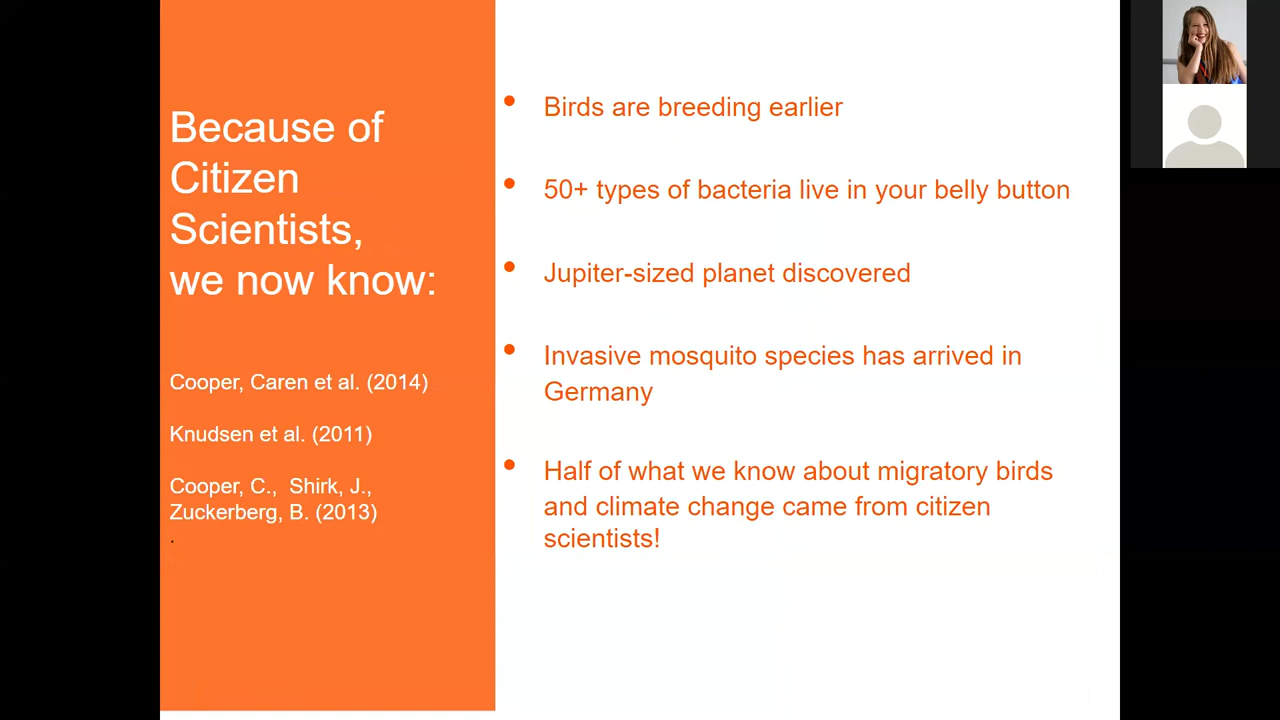 Because of
Citizen
Scientists,
we now know:
Cooper, Caren et al. (2014)
Knudsen et al. (2011)
Cooper, C., Shirk, J.,
Zuckerberg, B. (2013)
.
• Birds are breeding earlier
• 50+ types of bacteria live in your belly button
• Jupiter-sized planet discovered
• Invasive mosquito species has arrived in
Germany
• Half of what we know about migratory birds
and climate change came from citizen
scientists!